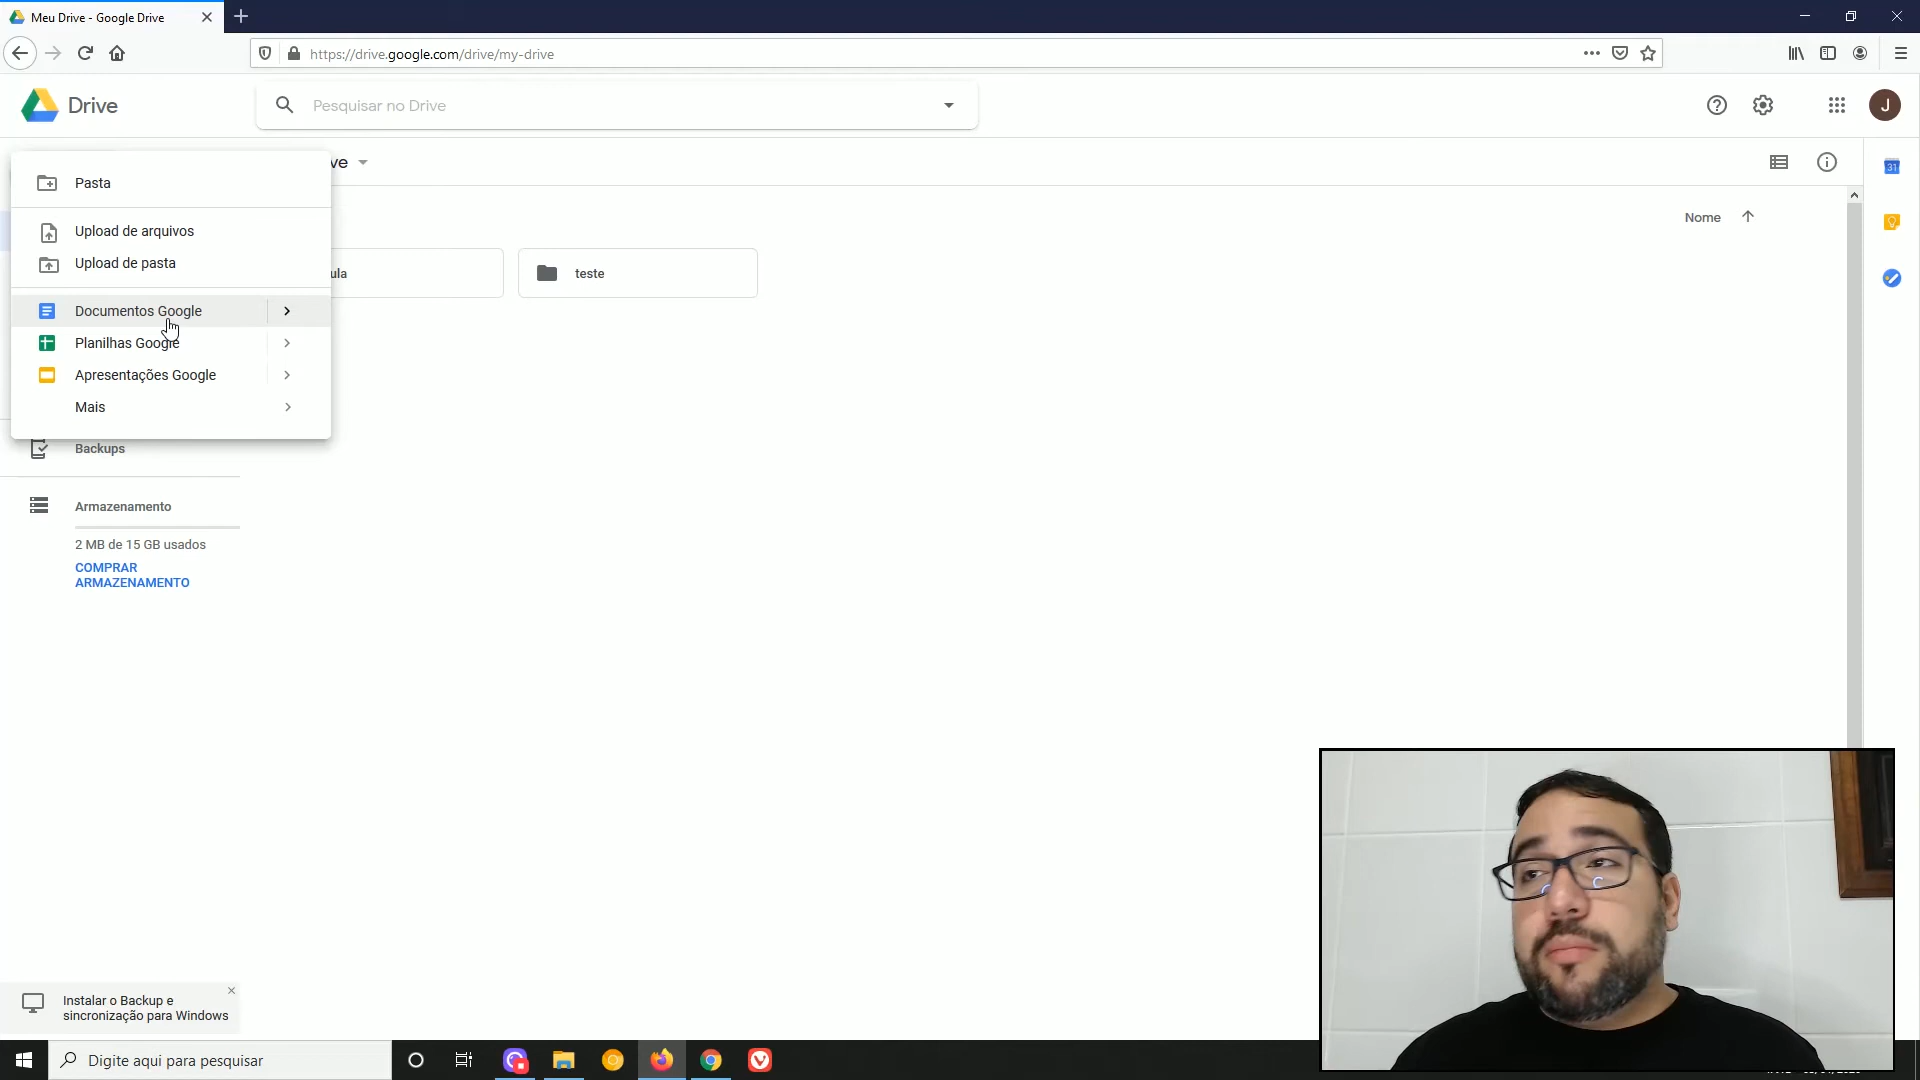 Meu Drive - Google Drive
https://drive.google.com/drive/my-drive
Drive
Pesquisar no Drive
J
ve
Pasta
31
Upload de arquivos
Nome
Upload de pasta
ula
teste
Documentos Google
Planilhas Google
Apresentações Google
Mais
Backups
Armazenamento
2 MB de 15 GB usados
COMPRAR
ARMAZENAMENTO
Instalar o Backup e
sincronização para Windows
Digite aqui para pesquisar